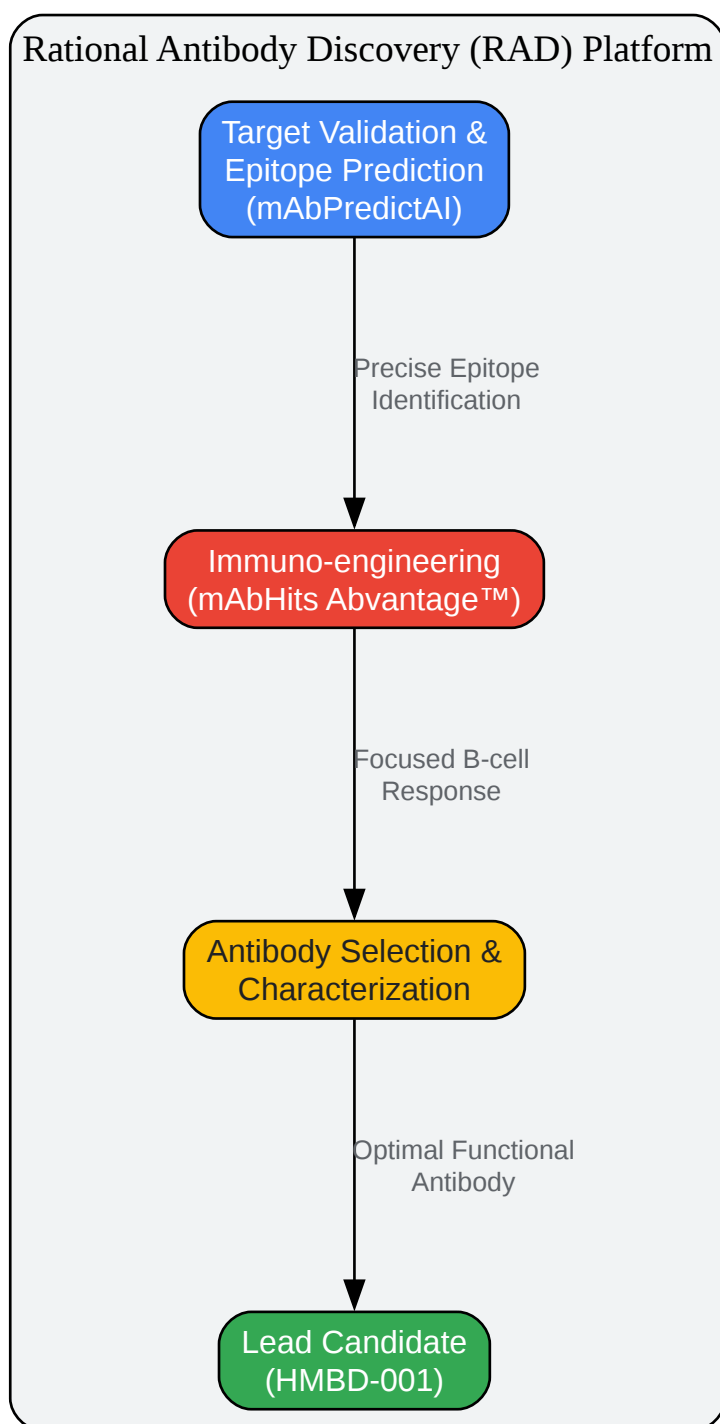 Rational Antibody Discovery (RAD) Platform
Target Validation &
Epitope Prediction
(mAbPredictAI)
Precise Epitope
Identification
Immuno-engineering
(mAbHits Abvantage™)
Focused B-cell
Response
Antibody Selection &
Characterization
Optimal Functional
Antibody
Lead Candidate
(HMBD-001)